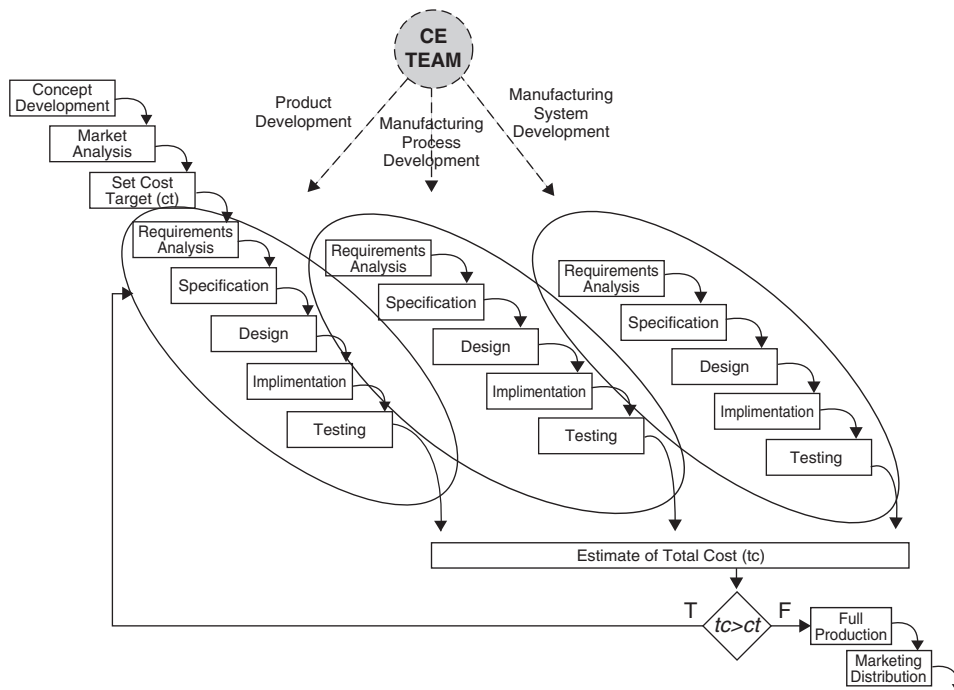 CE
TEAM
Product
Development
Manufacturing
Process
Development
Manufacturing
System
Development
Concept
Development
Market
Analysis
Set Cost
Target (ct)
Requirements
Analysis
Specification
Design
Implimentation
Testing
Requirements
Analysis
Specification
Design
Implimentation
Testing
Requirements
Analysis
Specification
Design
Implimentation
Testing
Estimate of Total Cost (tc)
T
tc>ct
F
Full
Production
Marketing
Distribution